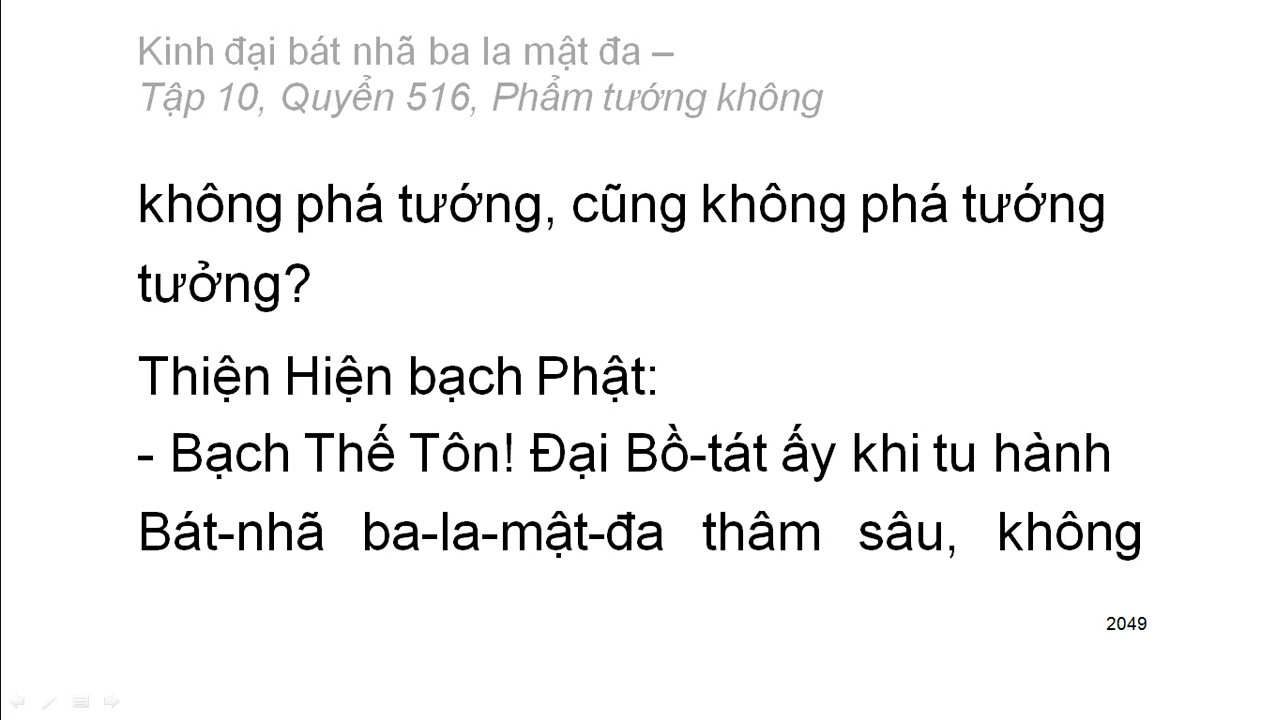 Kinh đại bát nhã ba la mật đa –
Tập 10, Quyển 516, Phẩm tướng không
không phá tướng, cũng không phá tướng
tưởng?
Thiện Hiện bạch Phật:
- Bạch Thế Tôn! Đại Bồ-tát ấy khi tu hành
Bát-nhã ba-la-mật-đa thâm sâu, không
2049